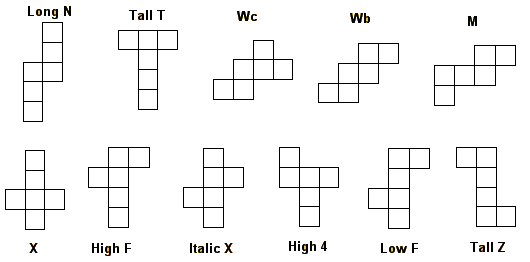 Long N
Tall T
Wc
Wb
M
X
High F
Italic X
High 4
Low F
Tall Z